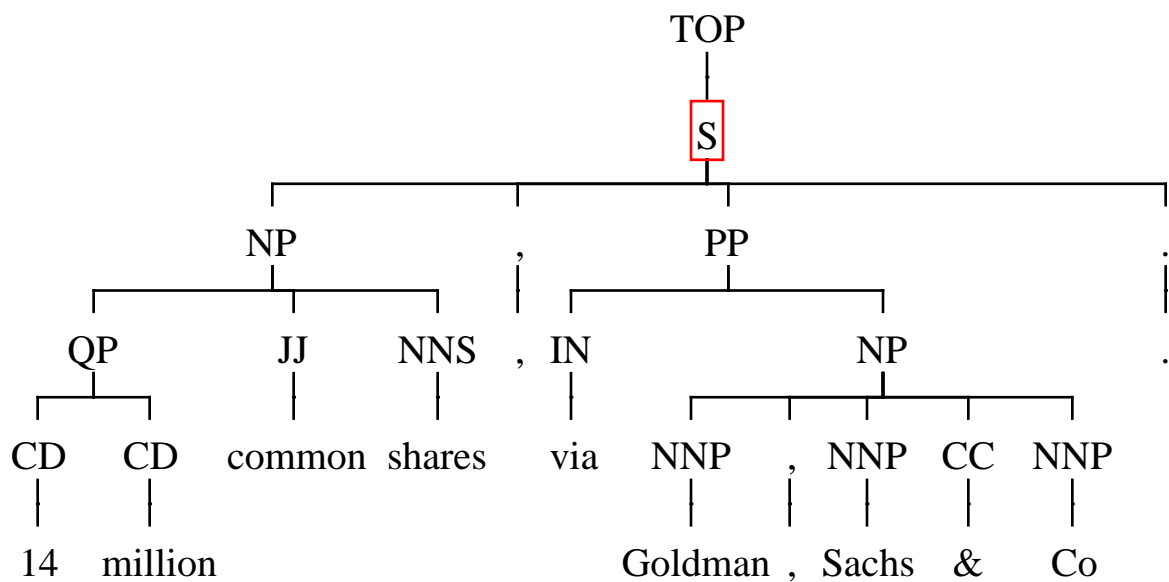 TOP
S
NP , PP .
QP JJ NNS , IN NP .
CD CD common shares via NNP , NNP CC NNP
14 million Goldman , Sachs & Co